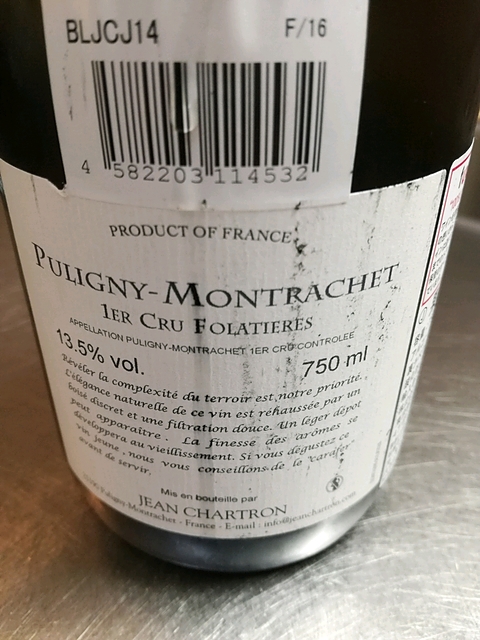 BLJCJ14 F/16
4 582203 114532
PRODUCT OF FRANCE
PULIGNY-MONTRACHET
1ER CRU FOLATIERES
APPELLATION PULIGNY-MONTRACHET 1ER CRU CONTROLEE
13.5% vol. 750 ml
Révéler la complexité du terroir est notre priorité.
L'élégance naturelle de ce vin est réhaussée par un
boisé discret et une filtration douce. Un léger dépot
peut apparaître. La finesse des arômes se
developpera au vieillissement. Si vous dégustez ce
vin jeune, nous vous conseillons de le "carafer"
avant de servir.
Mis en bouteille par
JEAN CHARTRON
21190 Puligny-Montrachet - France - E-mail : info@jeanchartron.com